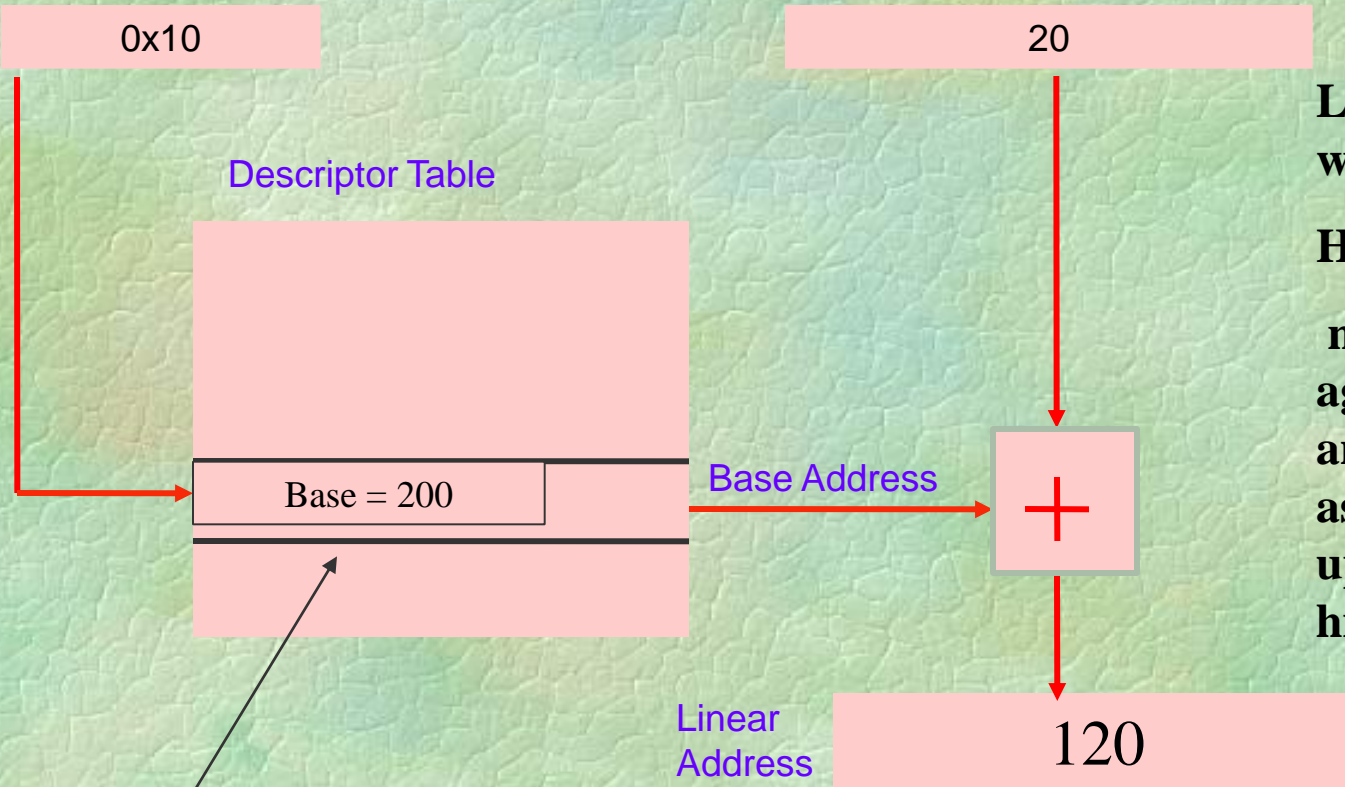 0x10
20
Descriptor Table
Base = 200
Base Address
+
Linear
Address
120